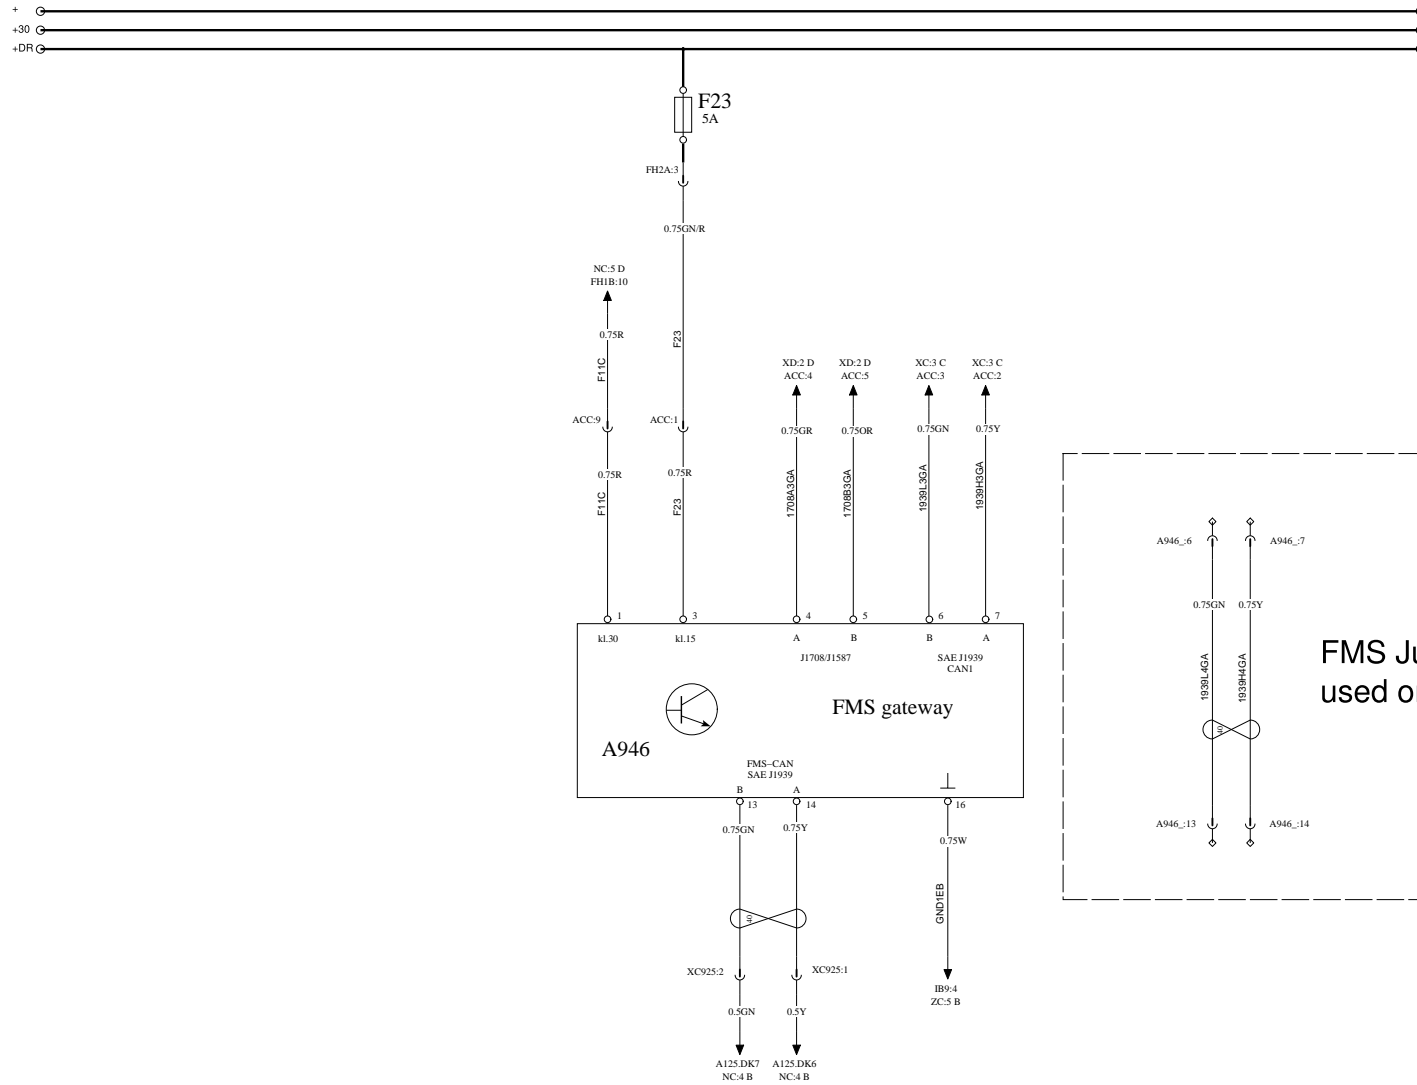 +
+30
+DR
F23
5A
FH2A:3
0.75GN/R
NC:5 D
FH1B:10
0.75R
F11C
F23
ACC:9
ACC:1
0.75R
0.75R
F11C
F23
XD:2 D
ACC:4
XD:2 D
ACC:5
XC:3 C
ACC:3
XC:3 C
ACC:2
0.75GR
0.75OR
0.75GN
0.75Y
1708A3GA
1708B3GA
1939L3GA
1939H3GA
1
3
4
5
6
7
kl.30
kl.15
A
B
B
A
J1708/J1587
SAE J1939
CAN1
FMS gateway
A946
FMS-CAN
SAE J1939
B
A
13
14
16
0.75GN
0.75Y
0.75W
GND1EB
40
XC925:2
XC925:1
IB9:4
ZC:5 B
0.5GN
0.5Y
A125.DK7
NC:4 B
A125.DK6
NC:4 B
A946_:6
A946_:7
0.75GN
0.75Y
1939L4GA
1939H4GA
40
A946_:13
A946_:14
FMS Ju
used o